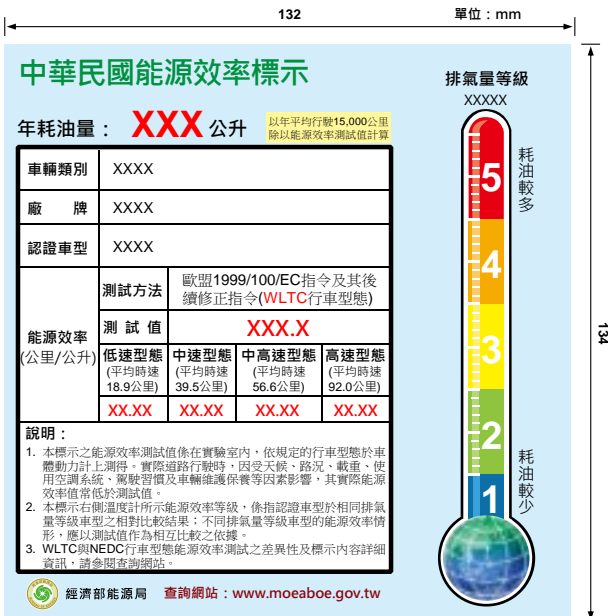 132
單位：mm
中華民國能源效率標示
排氣量等級
XXXXX
年耗油量： XXX 公升
以年平均行駛15,000公里
除以能源效率測試值計算
車輛類別 XXXX
廠 牌 XXXX
認證車型 XXXX
能源效率
(公里/公升)
測試方法
歐盟1999/100/EC指令及其後
續修正指令(WLTC行車型態)
測 試 值 XXX.X
低速型態 中速型態 中高速型態 高速型態
(平均時速 (平均時速 (平均時速 (平均時速
18.9公里) 39.5公里) 56.6公里) 92.0公里)
XX.XX XX.XX XX.XX XX.XX
說明：
1. 本標示之能源效率測試值係在實驗室內，依規定的行車型態於車
體動力計上測得。實際道路行駛時，因受天候、路況、載重、使
用空調系統、駕駛習慣及車輛維護保養等因素影響，其實際能源
效率值常低於測試值。
2. 本標示右側溫度計所示能源效率等級，係指認證車型於相同排氣
量等級車型之相對比較結果；不同排氣量等級車型的能源效率情
形，應以測試值作為相互比較之依據。
3. WLTC與NEDC行車型態能源效率測試之差異性及標示內容詳細
資訊，請參閱查詢網站。
經濟部能源局 查詢網站：www.moeaboe.gov.tw
5
4
3
2
1
耗油較多
耗油較少
134